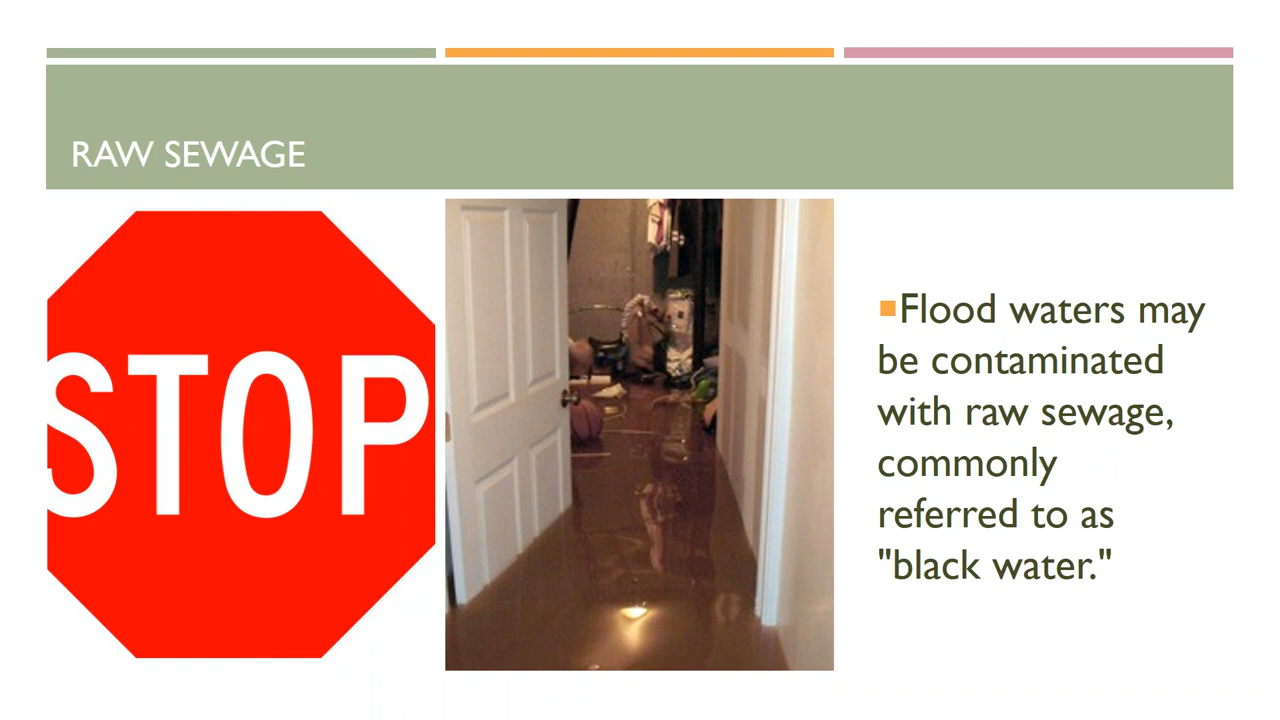 RAW SEWAGE
STOP
Flood waters may
be contaminated
with raw sewage,
commonly
referred to as
"black water."